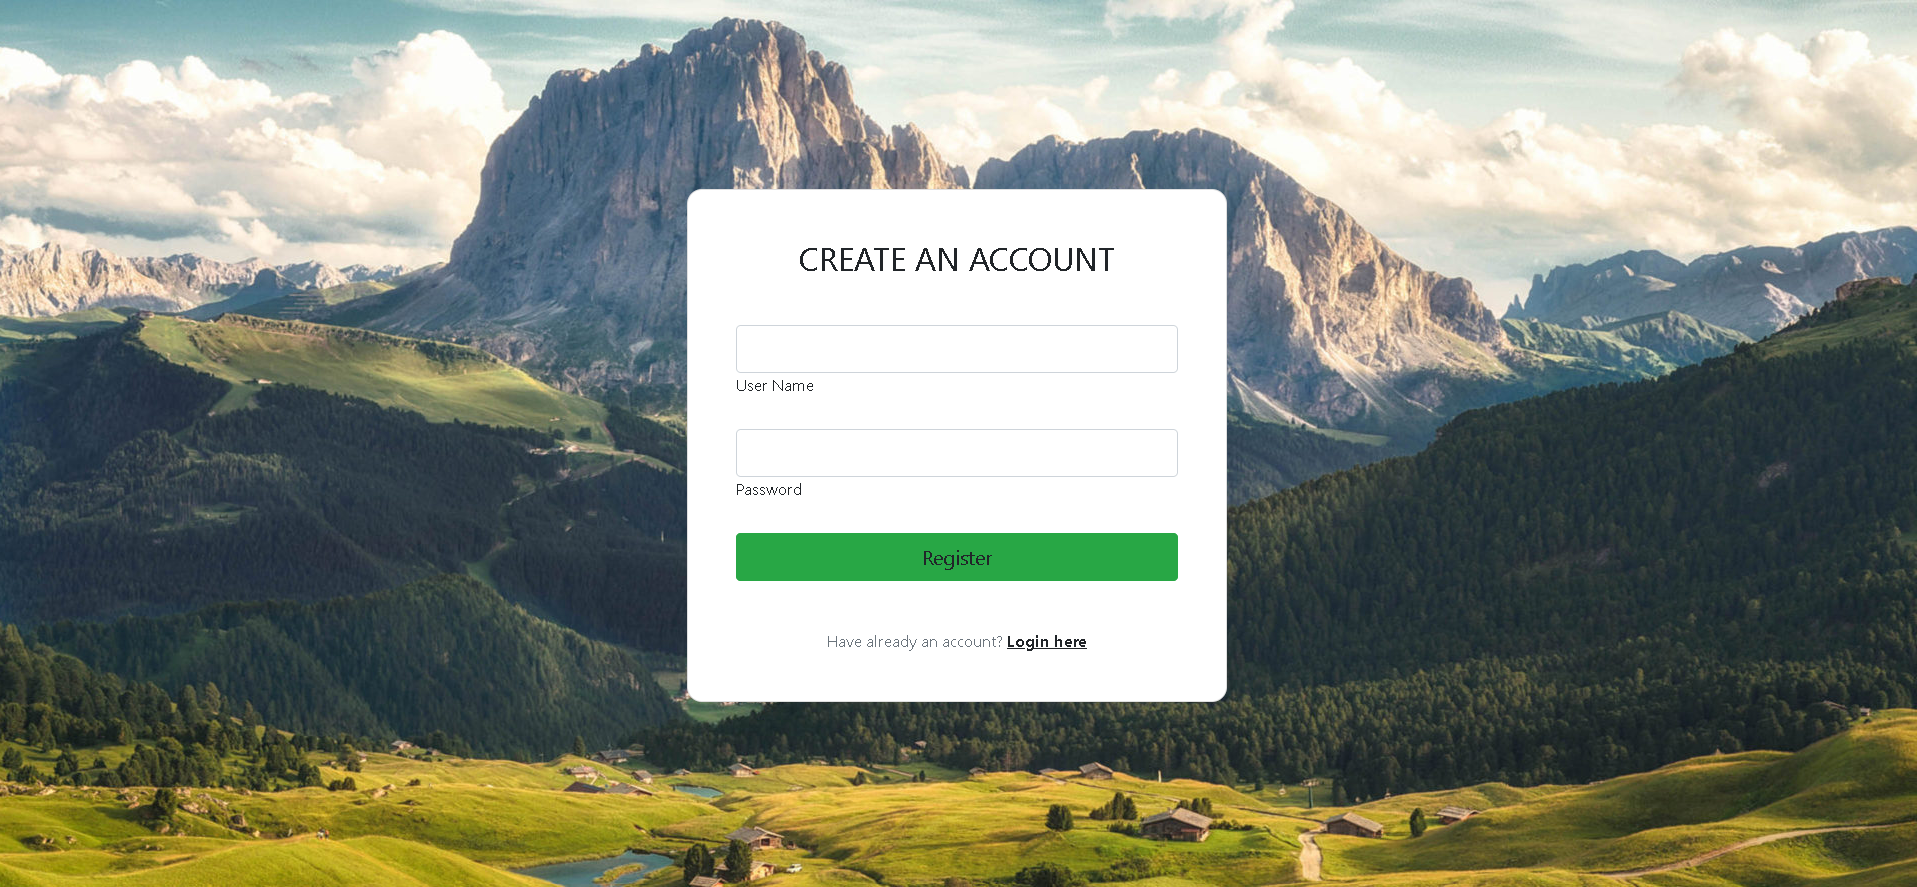 CREATE AN ACCOUNT
User Name
Password
Register
Have already an account? Login here